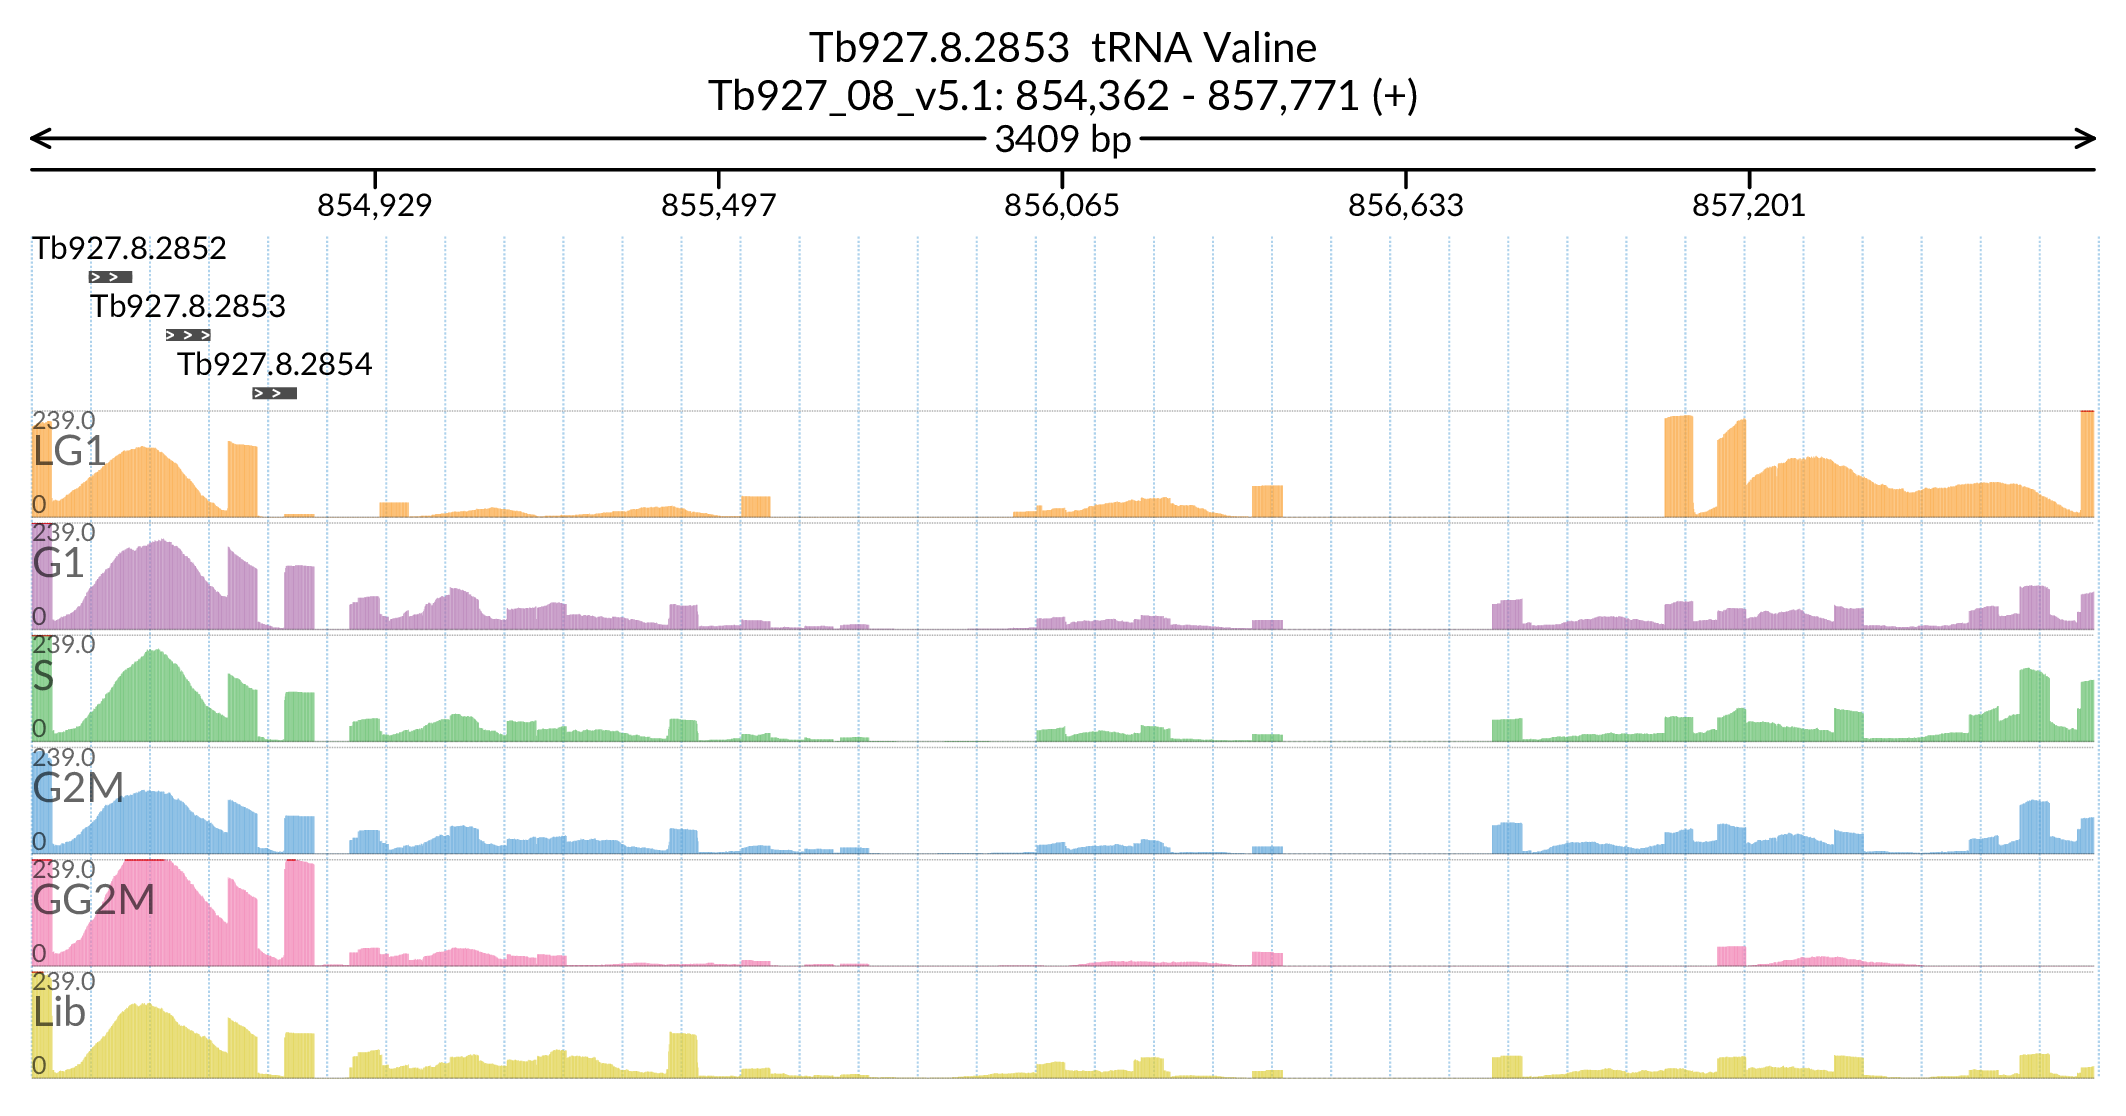 Tb927.8.2853 tRNA Valine
Tb927_08_v5.1: 854,362 - 857,771 (+)
3409 bp
854,929 855,497 856,065 856,633 857,201
Tb927.8.2852
Tb927.8.2853
Tb927.8.2854
239.0
LG1
0
239.0
G1
0
239.0
S
0
239.0
G2M
0
239.0
GG2M
0
239.0
Lib
0